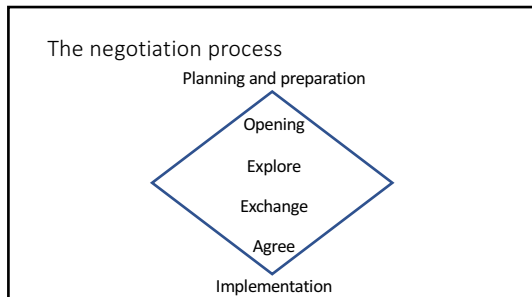 The negotiation process
Planning and preparation
Opening
Explore
Exchange
Agree
Implementation